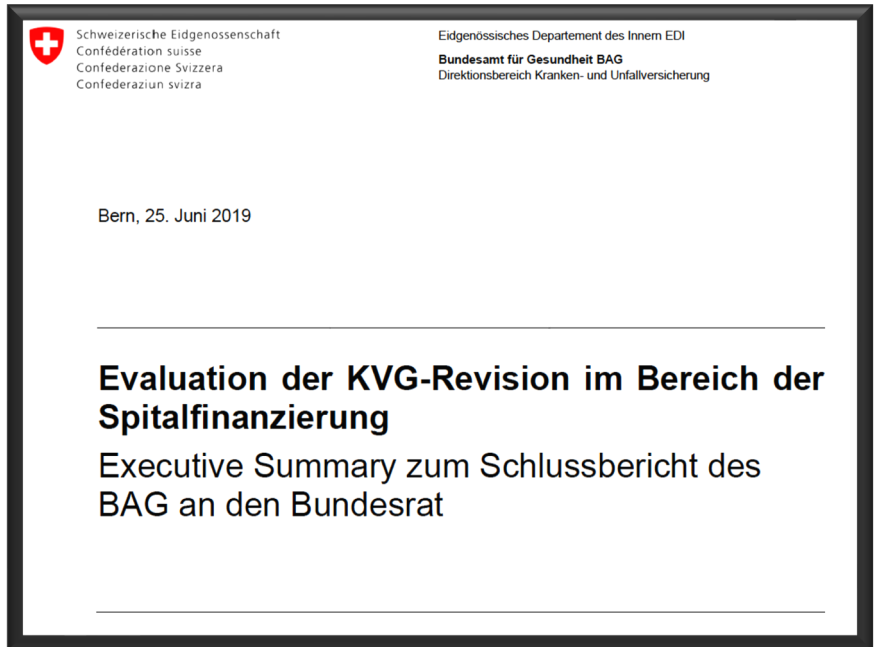 Schweizerische Eidgenossenschaft
Confédération suisse
Confederazione Svizzera
Confederaziun svizra
Eidgenössisches Departement des Innern EDI
Bundesamt für Gesundheit BAG
Direktionsbereich Kranken- und Unfallversicherung
Bern, 25. Juni 2019
Evaluation der KVG-Revision im Bereich der
Spitalfinanzierung
Executive Summary zum Schlussbericht des
BAG an den Bundesrat